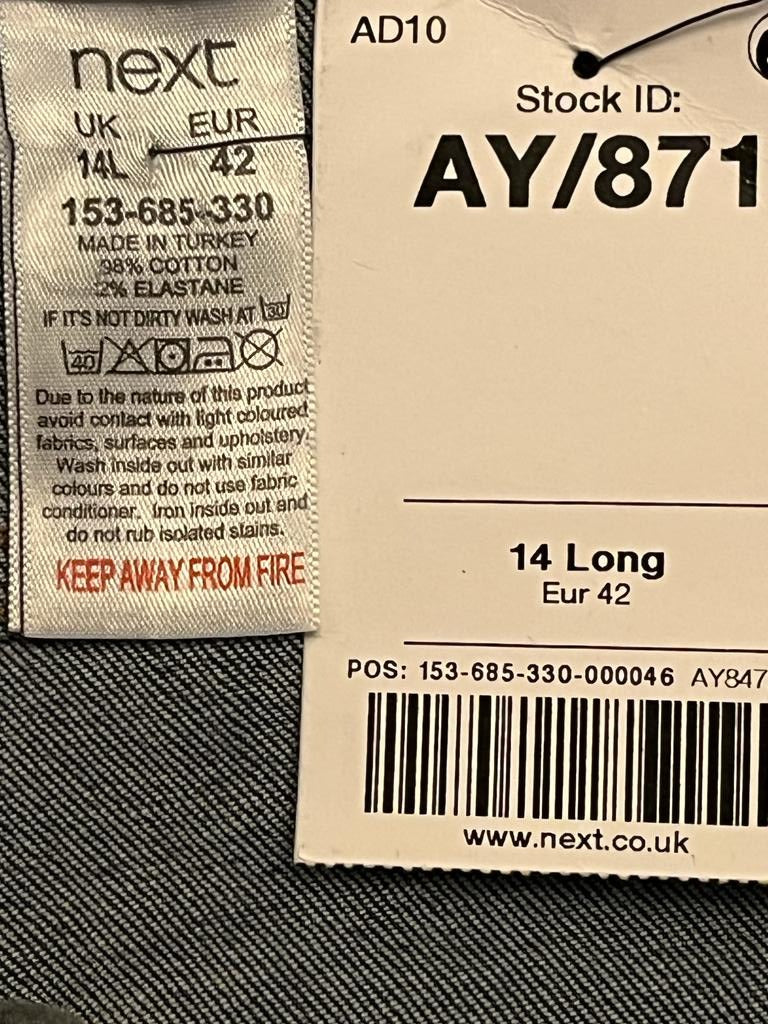 next
UK EUR
14L 42
153-685-330
MADE IN TURKEY
98% COTTON
2% ELASTANE
IF IT'S NOT DIRTY WASH AT 30
40
Due to the nature of this product
avoid contact with light coloured
fabrics, surfaces and upholstery.
Wash inside out with similar
colours and do not use fabric
conditioner. Iron inside out and
do not rub isolated stains.
KEEP AWAY FROM FIRE
AD10
Stock ID:
AY/871
14 Long
Eur 42
POS: 153-685-330-000046 AY847
www.next.co.uk